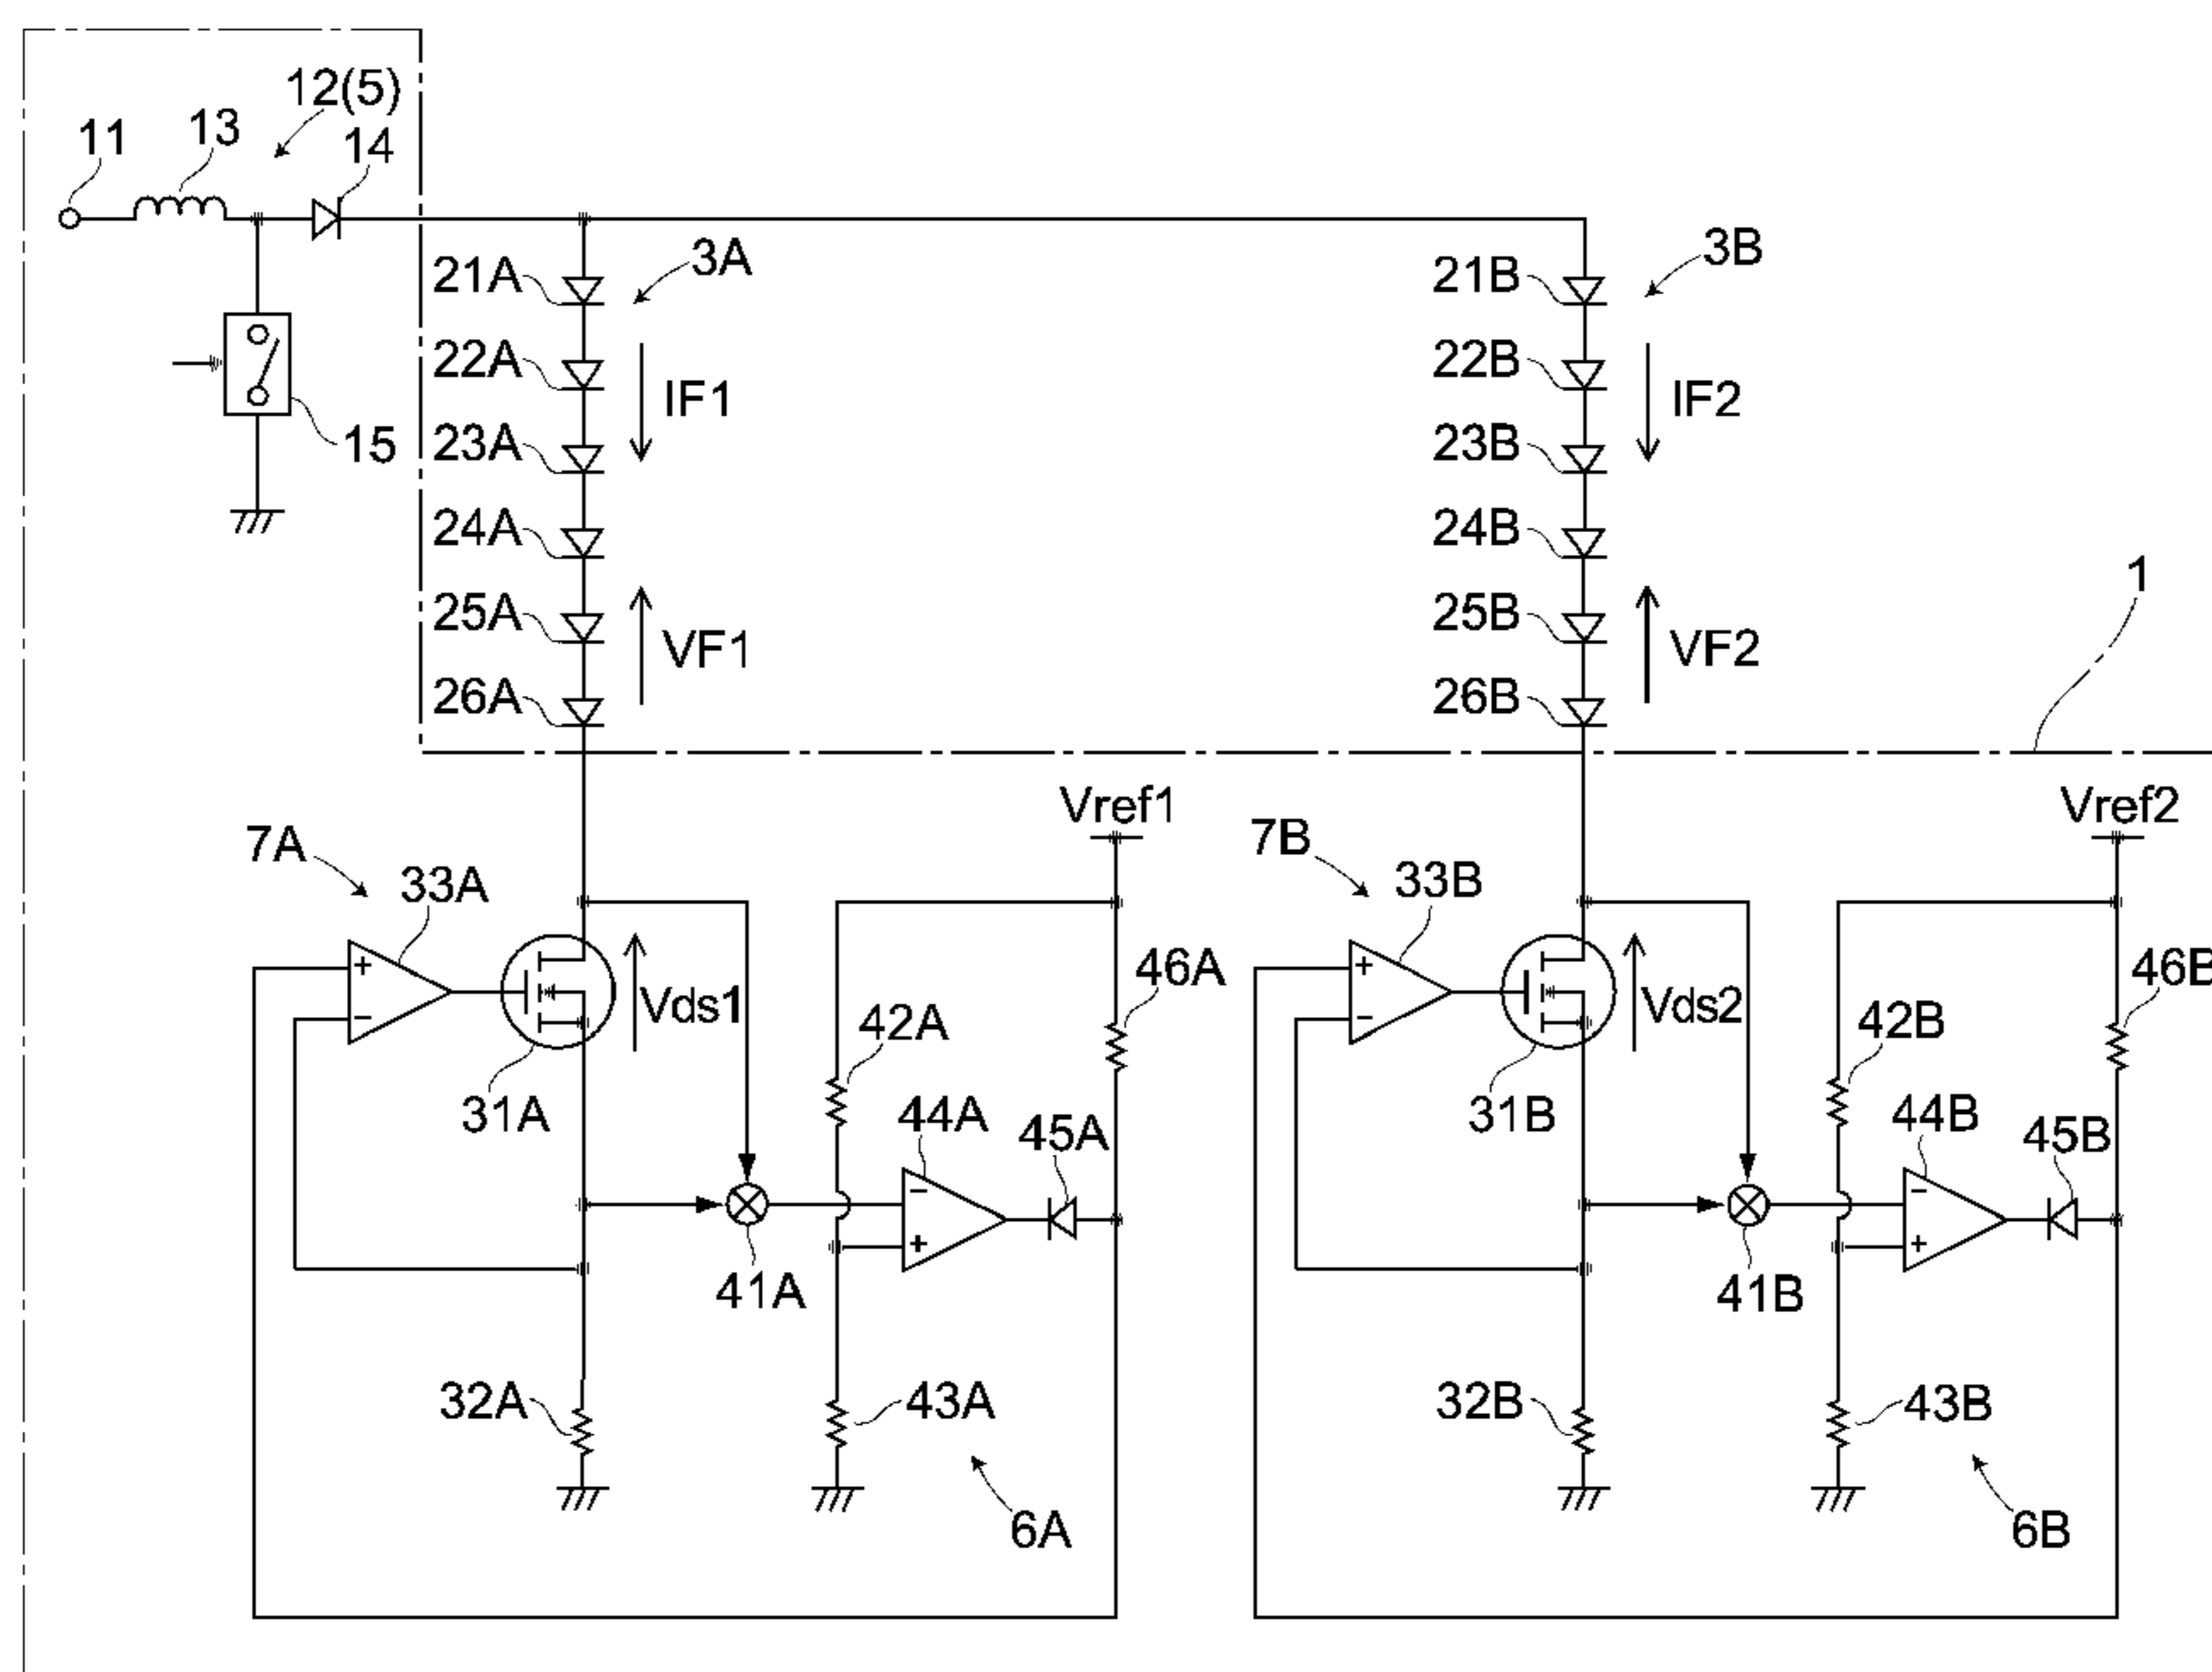 12(5)
11
13
14
15
21A
3A
22A
IF1
23A
24A
25A
VF1
26A
21B
3B
22B
IF2
23B
24B
25B
VF2
26B
1
7A
33A
+
−
Vds1
31A
Vref1
46A
42A
44A
−
+
45A
41A
32A
43A
6A
7B
33B
+
−
Vds2
31B
Vref2
46B
42B
44B
−
+
45B
41B
32B
43B
6B